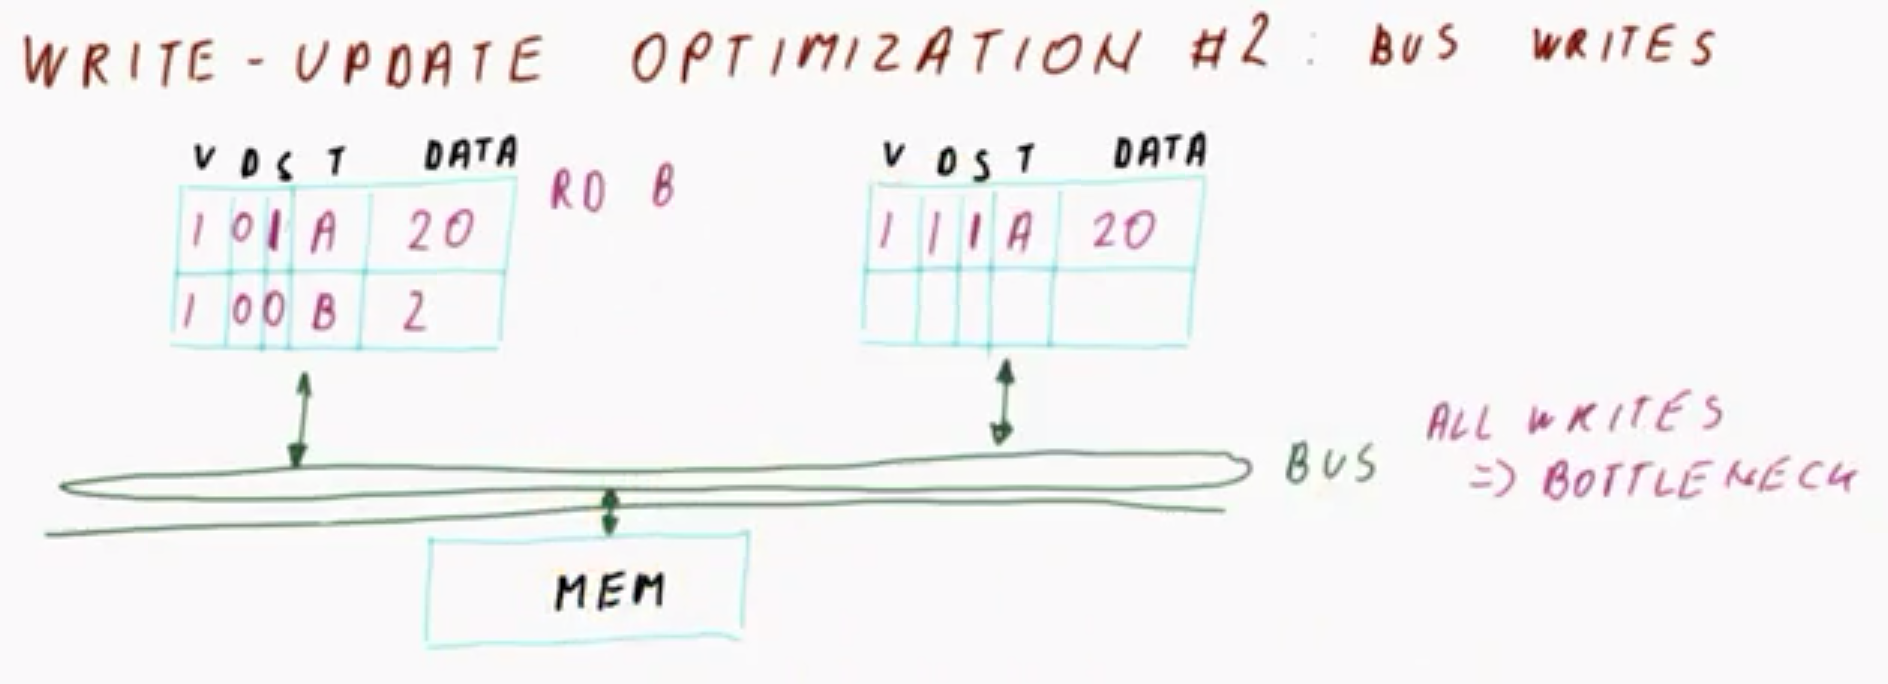 WRITE-UPDATE OPTIMIZATION #2: BUS WRITES
V D S T DATA
1 0 1 A 20
1 0 0 B 2
RD B
V D S T DATA
1 1 1 A 20
BUS
ALL WRITES
=> BOTTLENECK
MEM